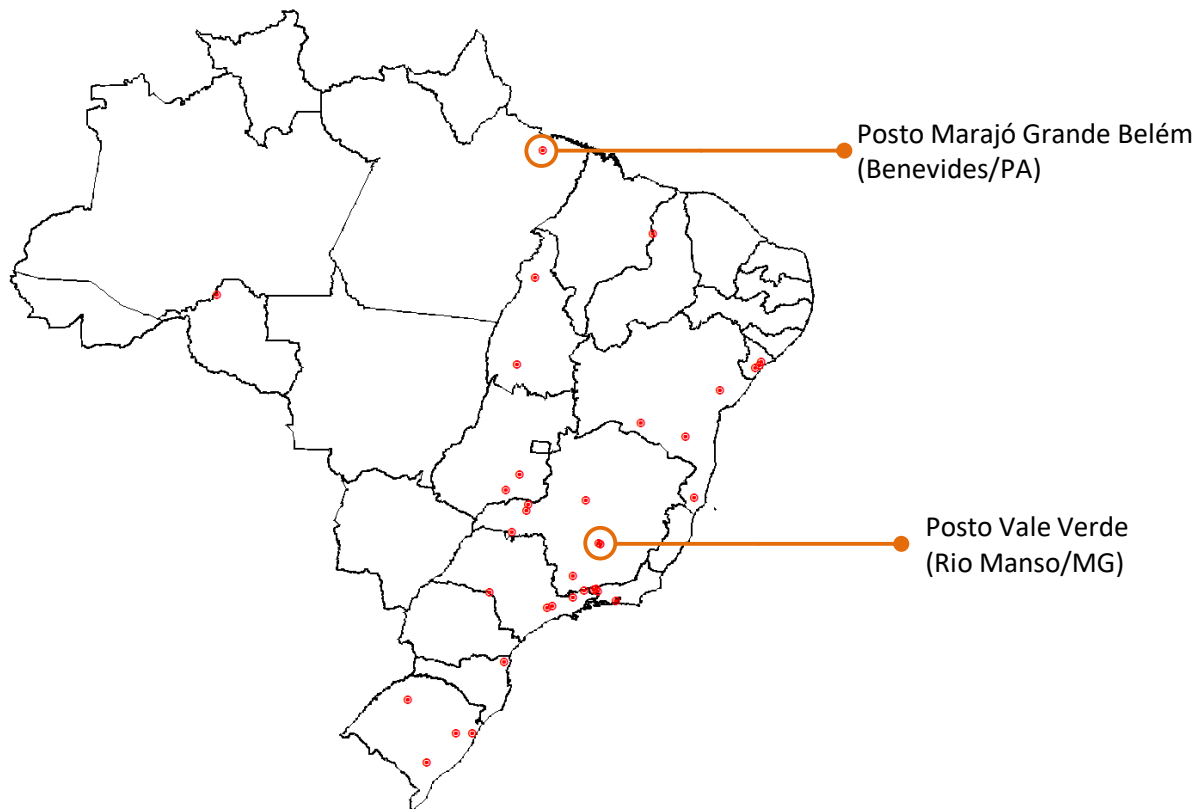 Posto Marajó Grande Belém
(Benevides/PA)
Posto Vale Verde
(Rio Manso/MG)